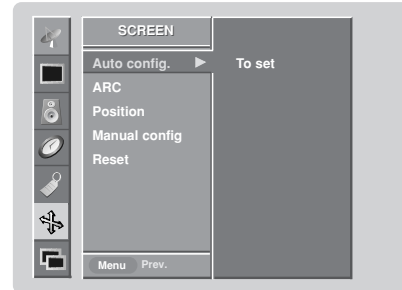 SCREEN
Auto config. ▶ To set
ARC
Position
Manual config
Reset
Menu Prev.